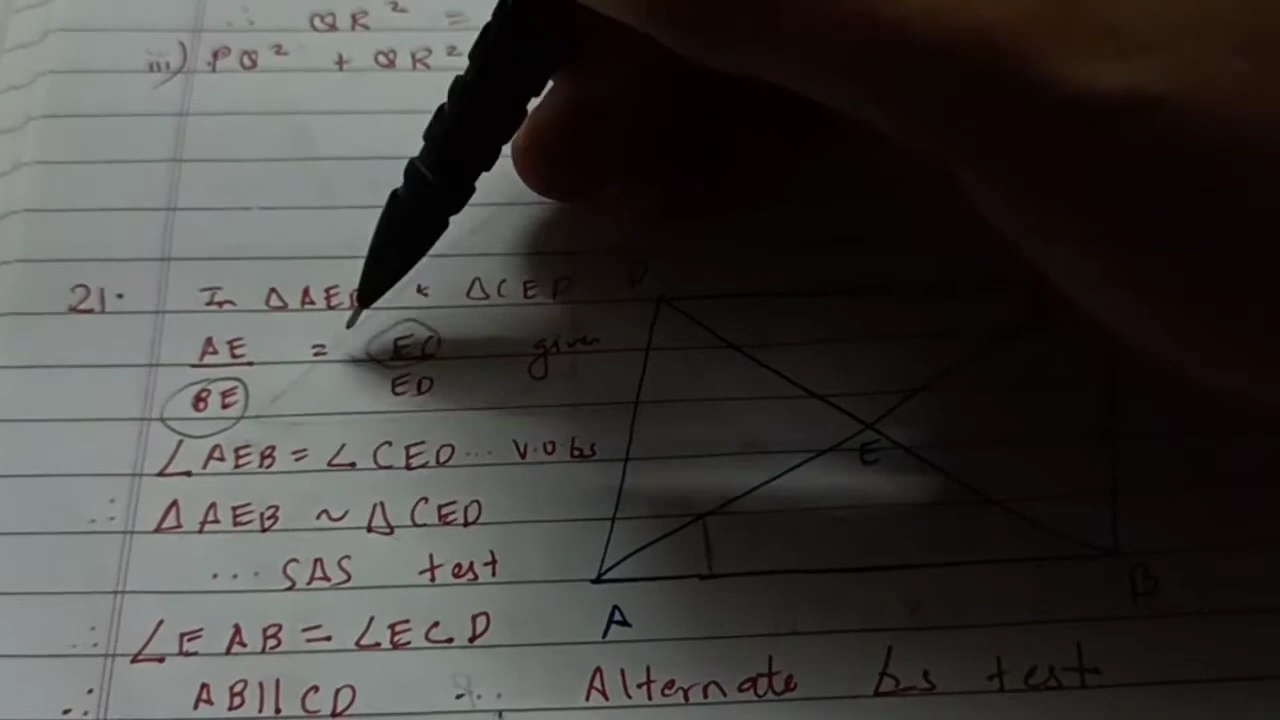 ∴ QR² =
iii) PQ² + QR²
21. In ΔAEB & ΔCED
AE = EC given
BE ED
∠AEB = ∠CED ... V.O ∠s
∴ ΔAEB ~ ΔCED
... SAS test
∴ ∠EAB = ∠ECD
∴ AB||CD ... Alternate ∠s test
D
E
A
B